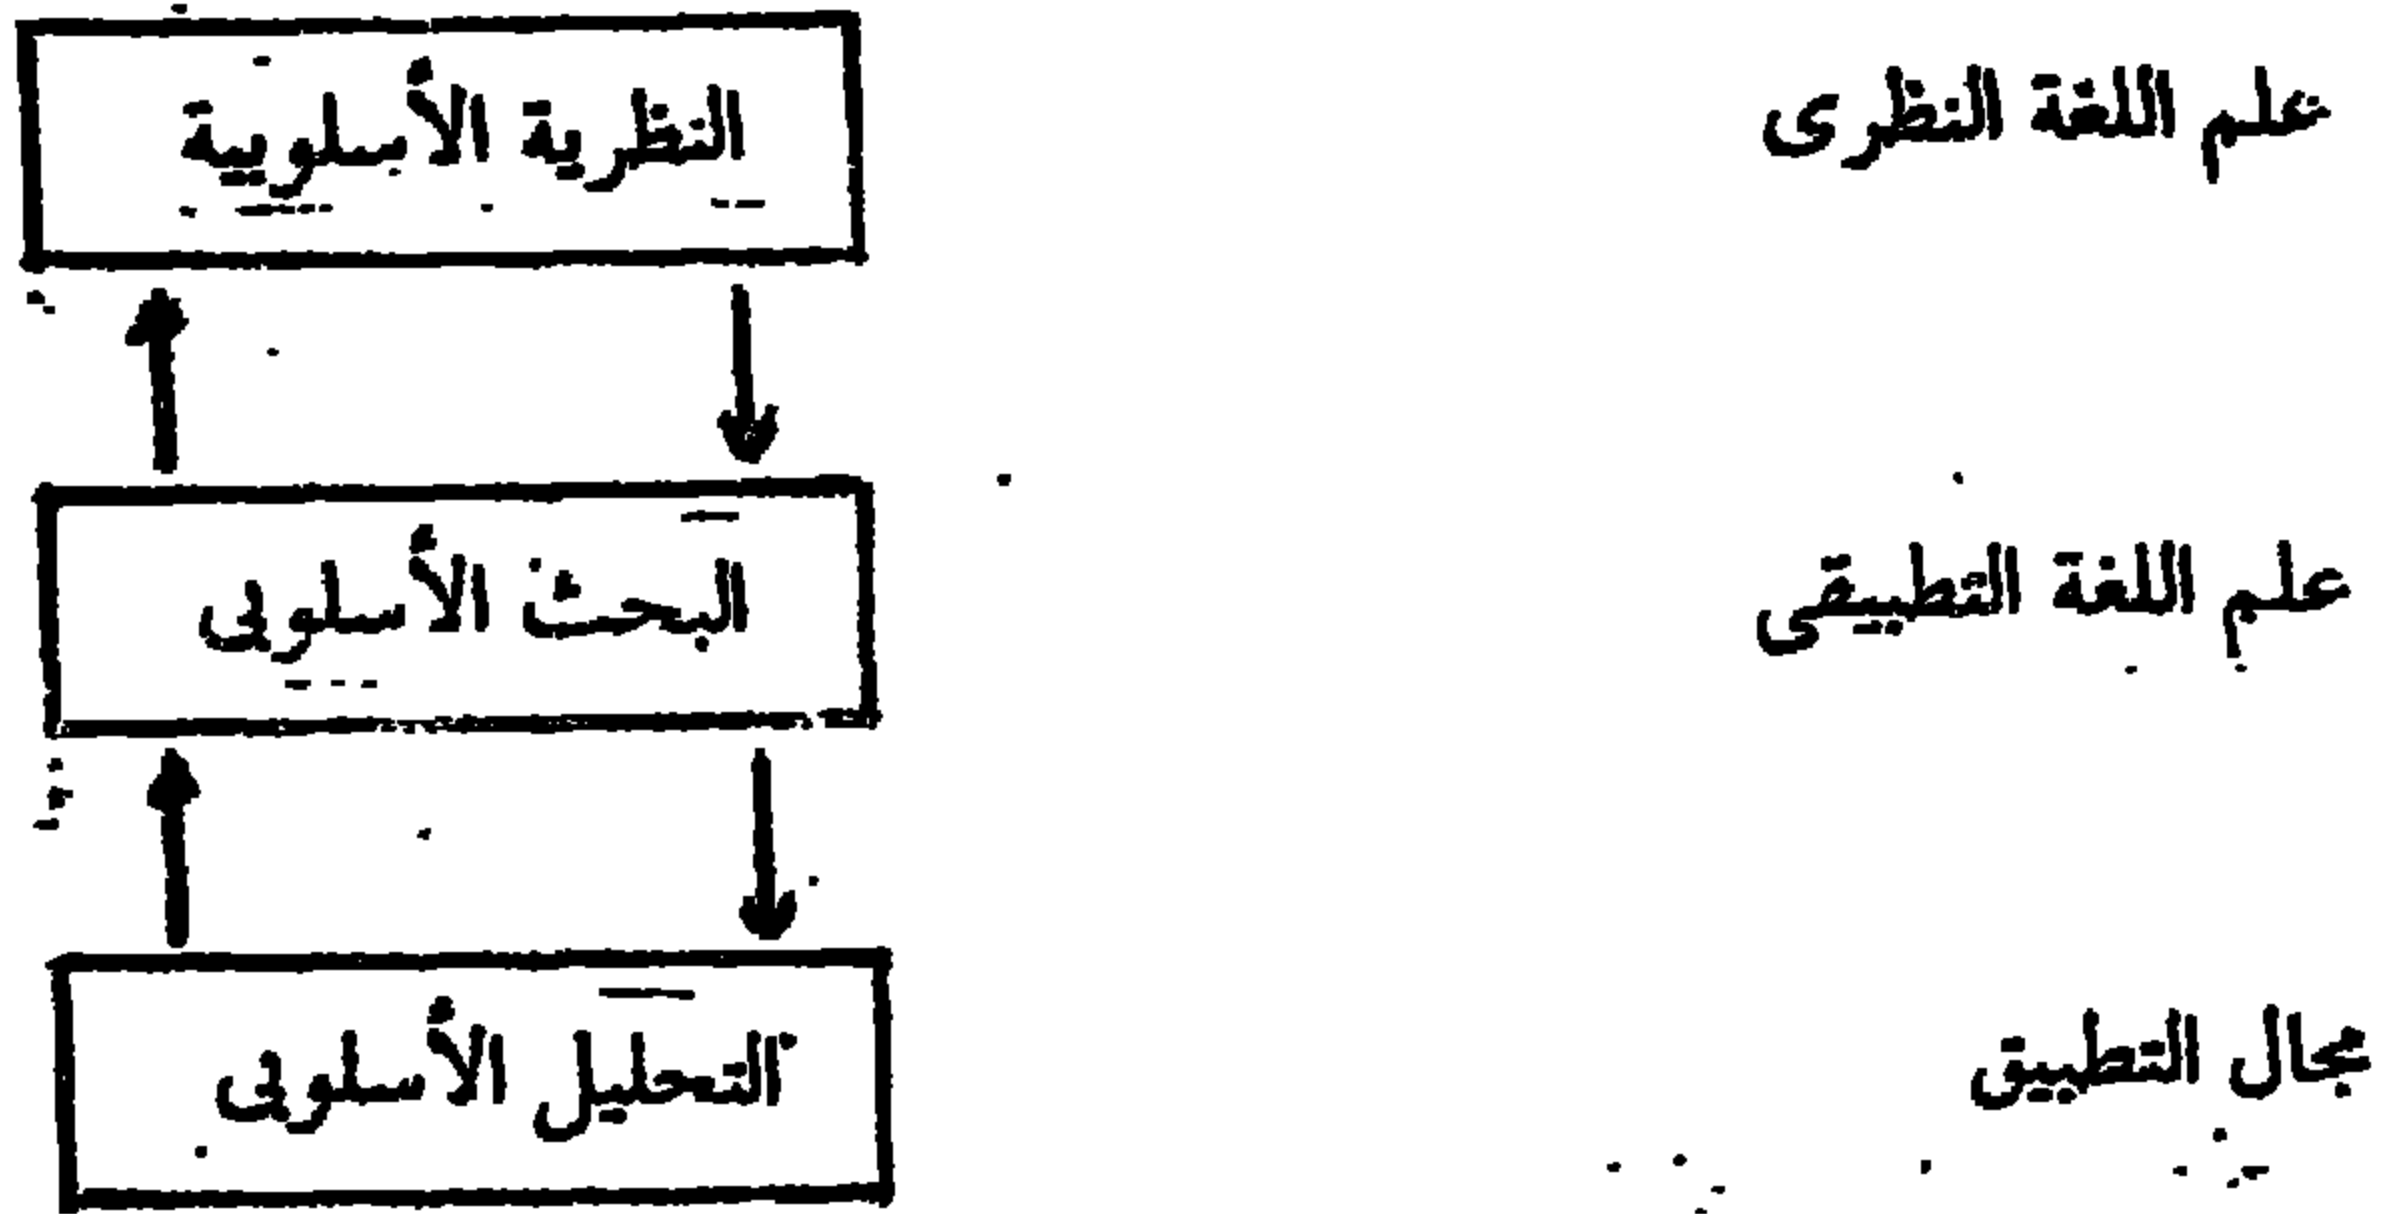 علم اللغة النظرى
النظرية الأسلوبية
علم اللغة التطبيقى
البحث الأسلوبى
مجال التطبيق
التحليل الأسلوبى